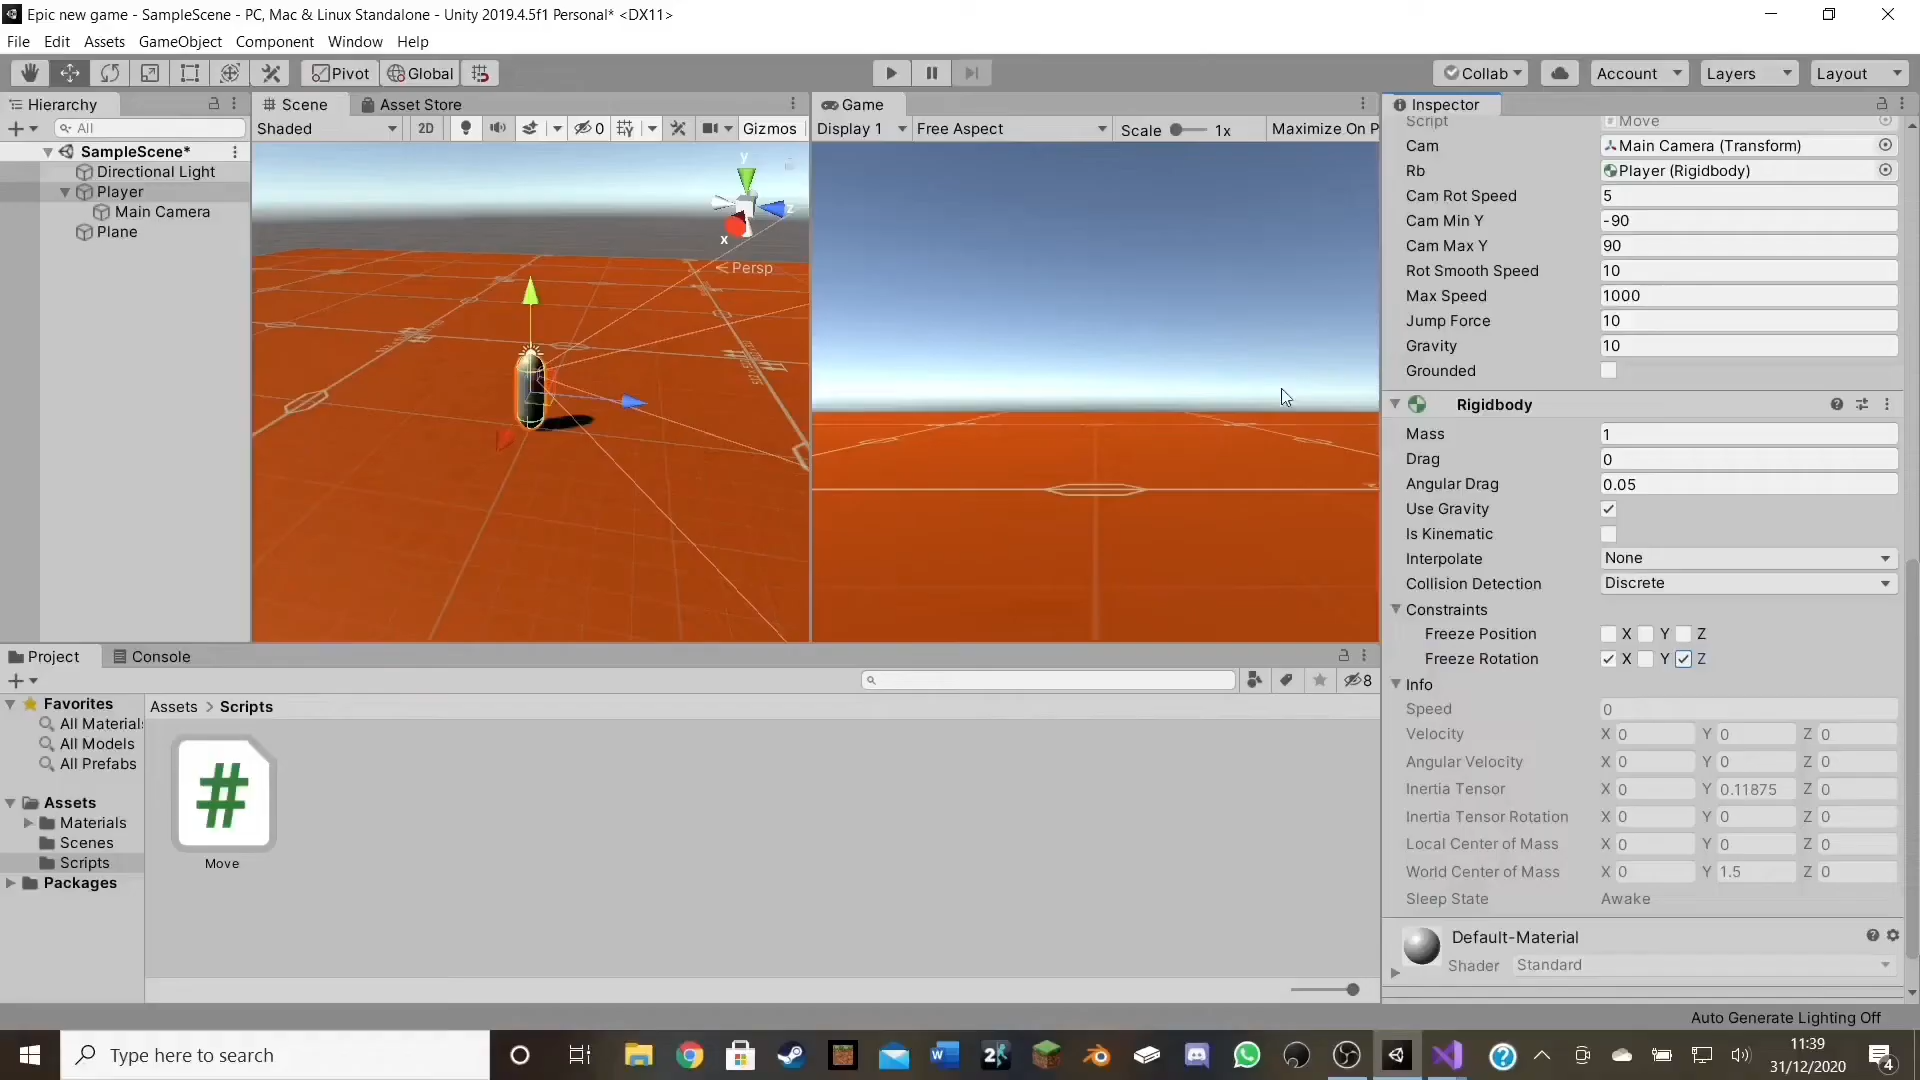 Epic new game - SampleScene - PC, Mac & Linux Standalone - Unity 2019.4.5f1 Personal* <DX11>
File Edit Assets GameObject Component Window Help
Pivot Global Collab Account Layers Layout
Hierarchy
All
SampleScene*
Directional Light
Player
Main Camera
Plane
Scene Asset Store
Shaded 2D 0 Gizmos
y
z
x
Persp
Game
Display 1 Free Aspect Scale 1x Maximize On P
Inspector
Script Move
Cam Main Camera (Transform)
Rb Player (Rigidbody)
Cam Rot Speed 5
Cam Min Y -90
Cam Max Y 90
Rot Smooth Speed 10
Max Speed 1000
Jump Force 10
Gravity 10
Grounded
Rigidbody
Mass 1
Drag 0
Angular Drag 0.05
Use Gravity
Is Kinematic
Interpolate None
Collision Detection Discrete
Constraints
Freeze Position X Y Z
Freeze Rotation X Y Z
Info
Speed 0
Velocity X 0 Y 0 Z 0
Angular Velocity X 0 Y 0 Z 0
Inertia Tensor X 0 Y 0.11875 Z 0
Inertia Tensor Rotation X 0 Y 0 Z 0
Local Center of Mass X 0 Y 0 Z 0
World Center of Mass X 0 Y 1.5 Z 0
Sleep State Awake
Default-Material
Shader Standard
Project Console
8
Favorites
All Material
All Models
All Prefabs
Assets
Materials
Scenes
Scripts
Packages
Assets > Scripts
#
Move
Auto Generate Lighting Off
Type here to search
11:39
31/12/2020
4